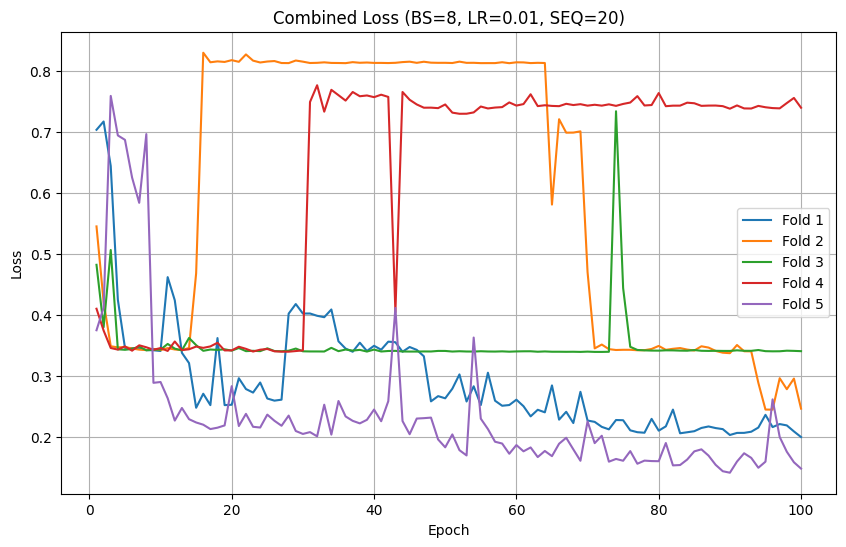 Combined Loss (BS=8, LR=0.01, SEQ=20)
0.8
0.7
0.6
0.5
0.4
0.3
0.2
Loss
Fold 1
Fold 2
Fold 3
Fold 4
Fold 5
0 20 40 60 80 100
Epoch